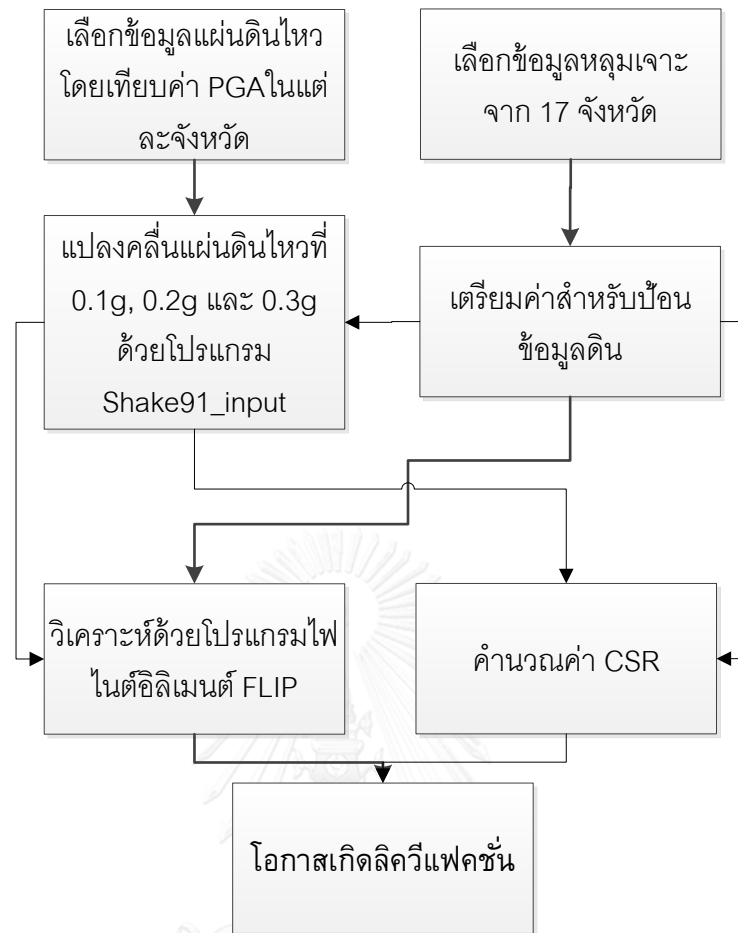 เลือกข้อมูลแผ่นดินไหว
โดยเทียบค่า PGAในแต่
ละจังหวัด
เลือกข้อมูลหลุมเจาะ
จาก 17 จังหวัด
แปลงคลื่นแผ่นดินไหวที่
0.1g, 0.2g และ 0.3g
ด้วยโปรแกรม
Shake91_input
เตรียมค่าสำหรับป้อน
ข้อมูลดิน
วิเคราะห์ด้วยโปรแกรมไฟ
ไนต์อิลิเมนต์ FLIP
คำนวณค่า CSR
โอกาสเกิดลิควีแฟคชั่น